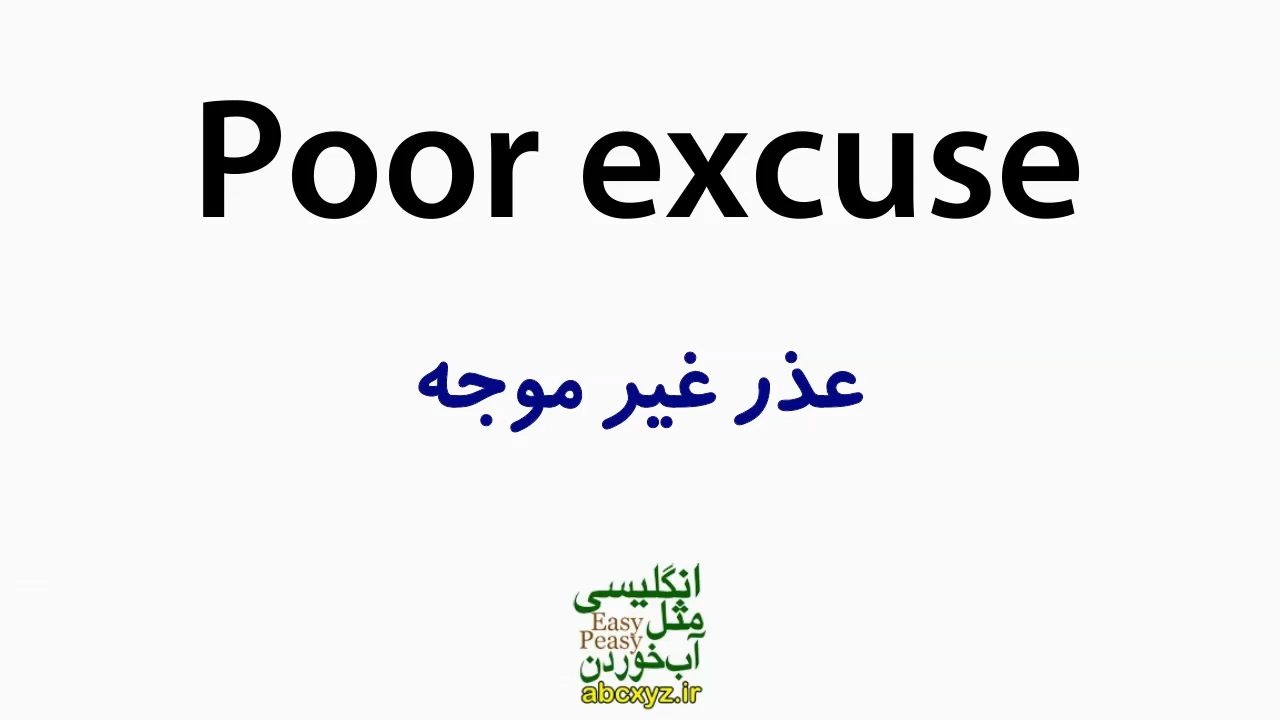 Poor excuse
عذر غیر موجه
انگلیسی
مثل
Easy
Peasy
آب‌خوردن
abcxyz.ir